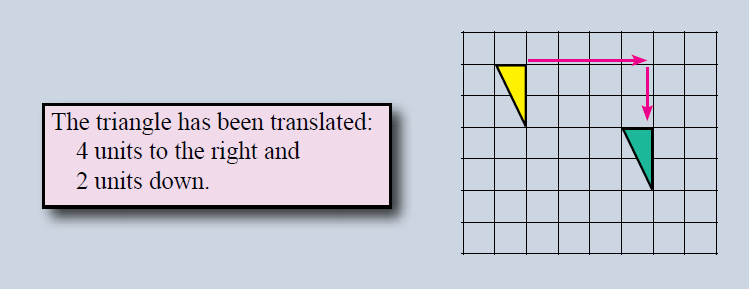 The triangle has been translated:
4 units to the right and
2 units down.